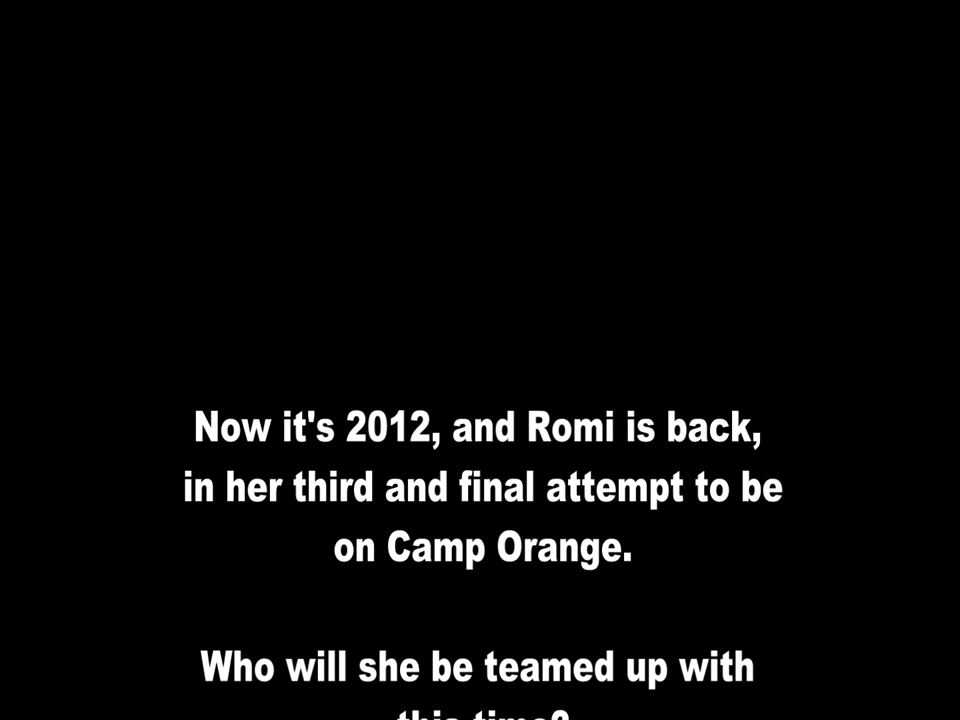 Now it's 2012, and Romi is back,
in her third and final attempt to be
on Camp Orange.
Who will she be teamed up with
this time?